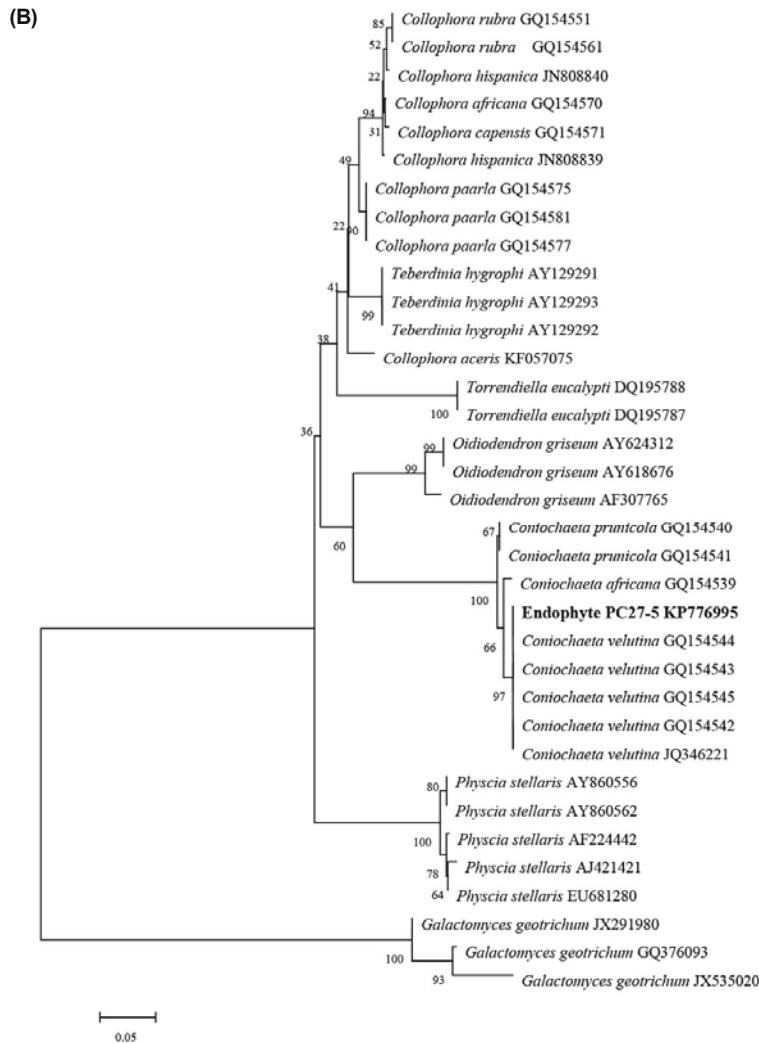 (B)
85
Collophora rubra GQ154551
52
Collophora rubra GQ154561
22
Collophora hispanica JN808840
Collophora africana GQ154570
94
31
Collophora capensis GQ154571
49
Collophora hispanica JN808839
Collophora paarla GQ154575
22
90
Collophora paarla GQ154581
Collophora paarla GQ154577
41
Teberdinia hygrophi AY129291
Teberdinia hygrophi AY129293
99
Teberdinia hygrophi AY129292
38
Collophora aceris KF057075
Torrendiella eucalypti DQ195788
100
Torrendiella eucalypti DQ195787
36
99
Oidiodendron griseum AY624312
99
Oidiodendron griseum AY618676
Oidiodendron griseum AF307765
60
67
Coniochaeta prunicola GQ154540
Coniochaeta prunicola GQ154541
100
Coniochaeta africana GQ154539
Endophyte PC27-5 KP776995
66
Coniochaeta velutina GQ154544
Coniochaeta velutina GQ154543
97
Coniochaeta velutina GQ154545
Coniochaeta velutina GQ154542
Coniochaeta velutina JQ346221
80
Physcia stellaris AY860556
Physcia stellaris AY860562
100
Physcia stellaris AF224442
78
Physcia stellaris AJ421421
64
Physcia stellaris EU681280
Galactomyces geotrichum JX291980
100
Galactomyces geotrichum GQ376093
93
Galactomyces geotrichum JX535020
0.05